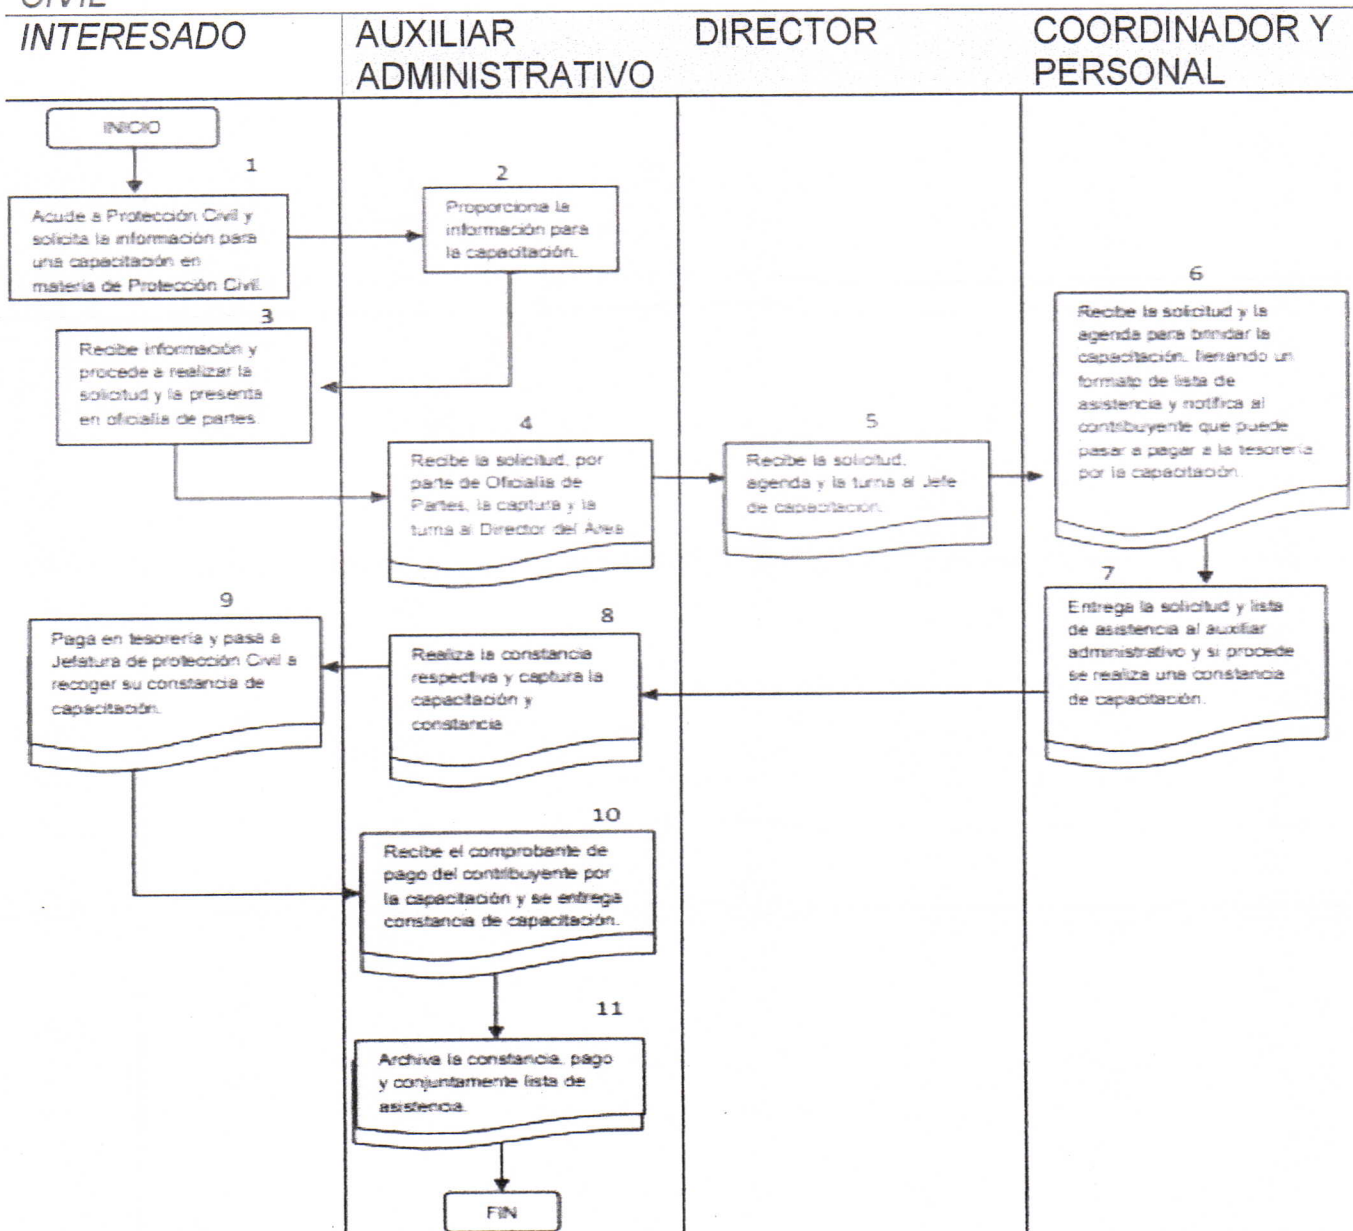 CIVIL
INTERESADO
AUXILIAR
ADMINISTRATIVO
DIRECTOR
COORDINADOR Y
PERSONAL
INICIO
1
Acude a Protección Civil y
solicita la información para
una capacitación en
materia de Protección Civil.
2
Proporciona la
información para
la capacitación.
3
Recibe información y
procede a realizar la
solicitud y la presenta
en oficialía de partes.
4
Recibe la solicitud, por
parte de Oficialía de
Partes, la captura y la
turna al Director del Área
5
Recibe la solicitud,
agenda y la turna al Jefe
de capacitación.
6
Recibe la solicitud y la
agenda para brindar la
capacitación, llenando un
formato de lista de
asistencia y notifica al
contribuyente que puede
pasar a pagar a la tesorería
por la capacitación.
7
Entrega la solicitud y lista
de asistencia al auxiliar
administrativo y si procede
se realiza una constancia
de capacitación.
8
Realiza la constancia
respectiva y captura la
capacitación y
constancia
9
Paga en tesorería y pasa a
Jefatura de protección Civil a
recoger su constancia de
capacitación.
10
Recibe el comprobante de
pago del contribuyente por
la capacitación y se entrega
constancia de capacitación.
11
Archiva la constancia, pago
y conjuntamente lista de
asistencia.
FIN